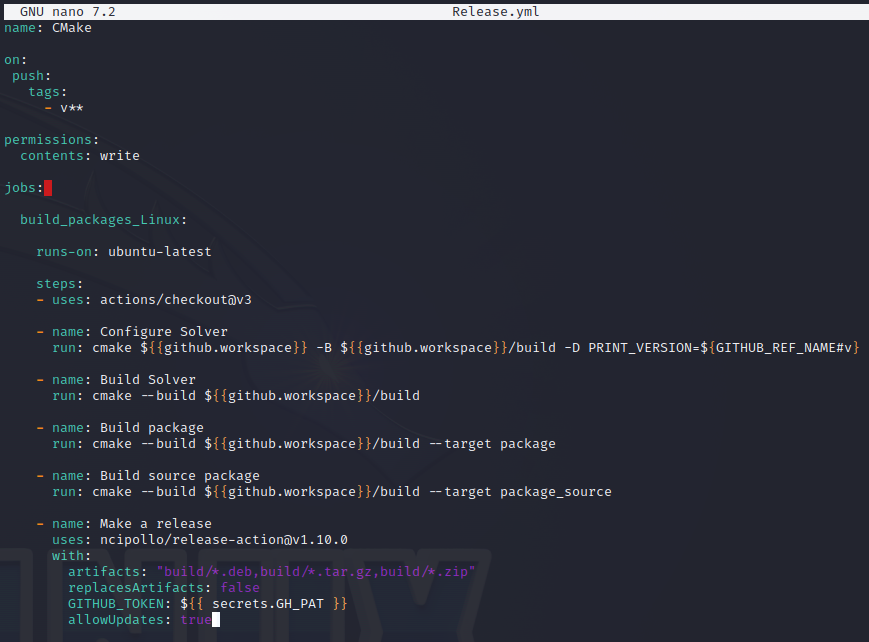 GNU nano 7.2 Release.yml
name: CMake
on:
push:
tags:
- v**
permissions:
contents: write
jobs:
build_packages_Linux:
runs-on: ubuntu-latest
steps:
- uses: actions/checkout@v3
- name: Configure Solver
run: cmake ${{github.workspace}} -B ${{github.workspace}}/build -D PRINT_VERSION=${GITHUB_REF_NAME#v}
- name: Build Solver
run: cmake --build ${{github.workspace}}/build
- name: Build package
run: cmake --build ${{github.workspace}}/build --target package
- name: Build source package
run: cmake --build ${{github.workspace}}/build --target package_source
- name: Make a release
uses: ncipollo/release-action@v1.10.0
with:
artifacts: "build/*.deb,build/*.tar.gz,build/*.zip"
replacesArtifacts: false
GITHUB_TOKEN: ${{ secrets.GH_PAT }}
allowUpdates: true